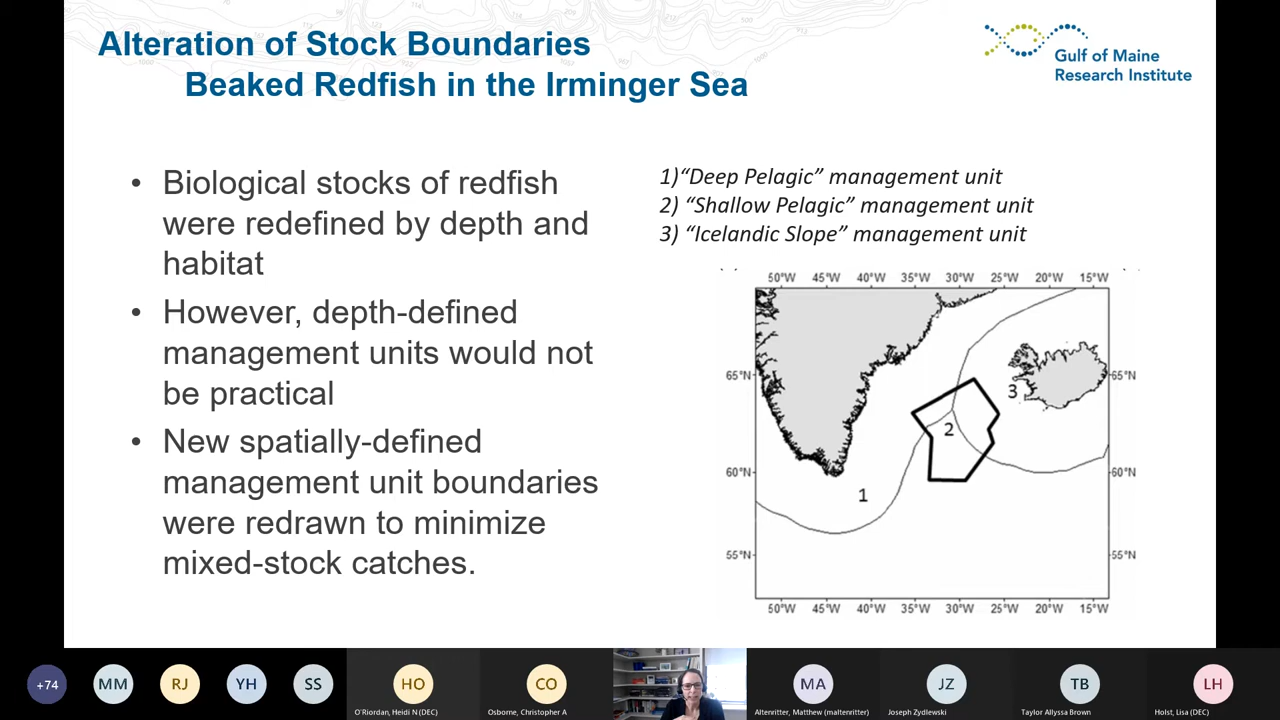 Alteration of Stock Boundaries
Beaked Redfish in the Irminger Sea
Gulf of Maine
Research Institute
• Biological stocks of redfish
were redefined by depth and
habitat
• However, depth-defined
management units would not
be practical
• New spatially-defined
management unit boundaries
were redrawn to minimize
mixed-stock catches.
1)“Deep Pelagic” management unit
2) “Shallow Pelagic” management unit
3) “Icelandic Slope” management unit
50°W 45°W 40°W 35°W 30°W 25°W 20°W 15°W
65°N 65°N
3
2
60°N 60°N
1
55°N 55°N
50°W 45°W 40°W 35°W 30°W 25°W 20°W 15°W
+74 MM RJ YH SS HO CO MA JZ TB LH
O'Riordan, Heidi N (DEC) Osborne, Christopher A Altenritter, Matthew (maltenritter) Joseph Zydlewski Taylor Allyssa Brown Holst, Lisa (DEC)